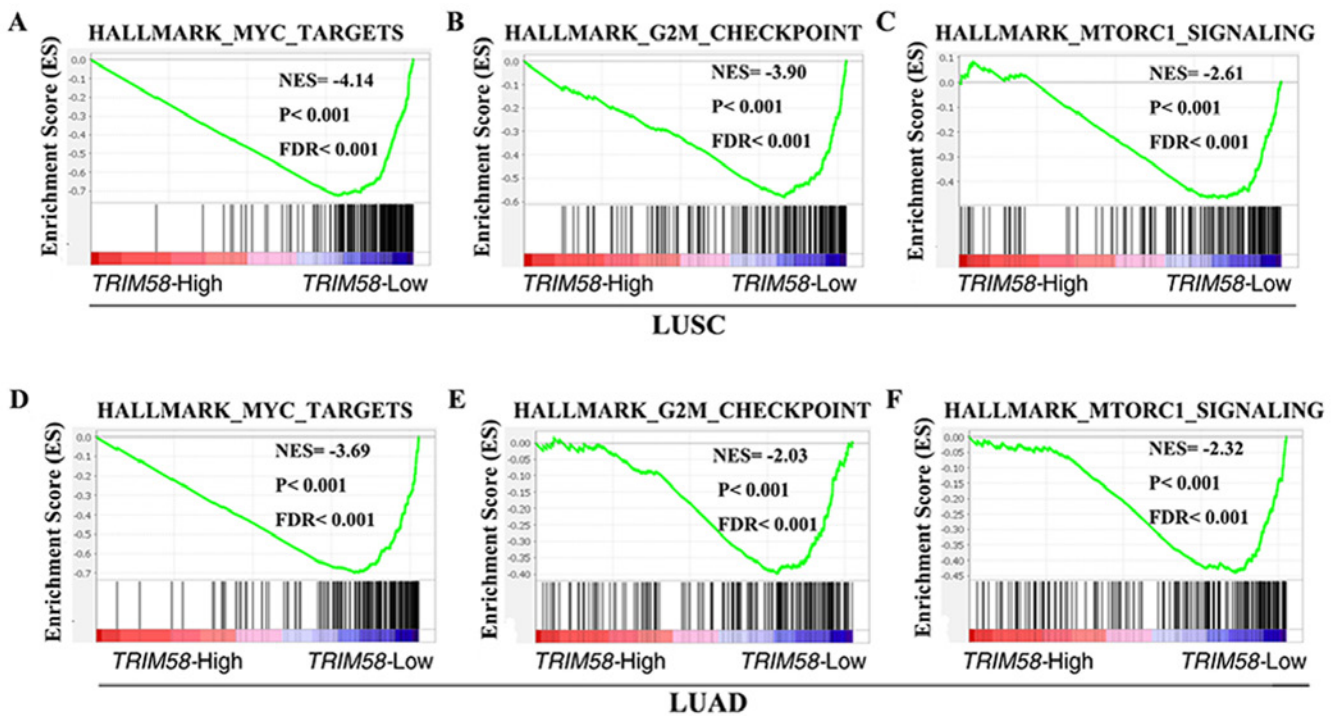 A
HALLMARK_MYC_TARGETS
Enrichment Score (ES)
0.0
-0.1
-0.2
-0.3
-0.4
-0.5
-0.6
-0.7
NES= -4.14
P< 0.001
FDR< 0.001
TRIM58-High
TRIM58-Low
B
HALLMARK_G2M_CHECKPOINT
Enrichment Score (ES)
0.0
-0.1
-0.2
-0.3
-0.4
-0.5
-0.6
NES= -3.90
P< 0.001
FDR< 0.001
TRIM58-High
TRIM58-Low
C
HALLMARK_MTORC1_SIGNALING
Enrichment Score (ES)
0.1
0.0
-0.1
-0.2
-0.3
-0.4
NES= -2.61
P< 0.001
FDR< 0.001
TRIM58-High
TRIM58-Low
LUSC
D
HALLMARK_MYC_TARGETS
Enrichment Score (ES)
0.0
-0.1
-0.2
-0.3
-0.4
-0.5
-0.6
-0.7
NES= -3.69
P< 0.001
FDR< 0.001
TRIM58-High
TRIM58-Low
E
HALLMARK_G2M_CHECKPOINT
Enrichment Score (ES)
0.00
-0.05
-0.10
-0.15
-0.20
-0.25
-0.30
-0.35
-0.40
NES= -2.03
P< 0.001
FDR< 0.001
TRIM58-High
TRIM58-Low
F
HALLMARK_MTORC1_SIGNALING
Enrichment Score (ES)
0.00
-0.05
-0.10
-0.15
-0.20
-0.25
-0.30
-0.35
-0.40
-0.45
NES= -2.32
P< 0.001
FDR< 0.001
TRIM58-High
TRIM58-Low
LUAD